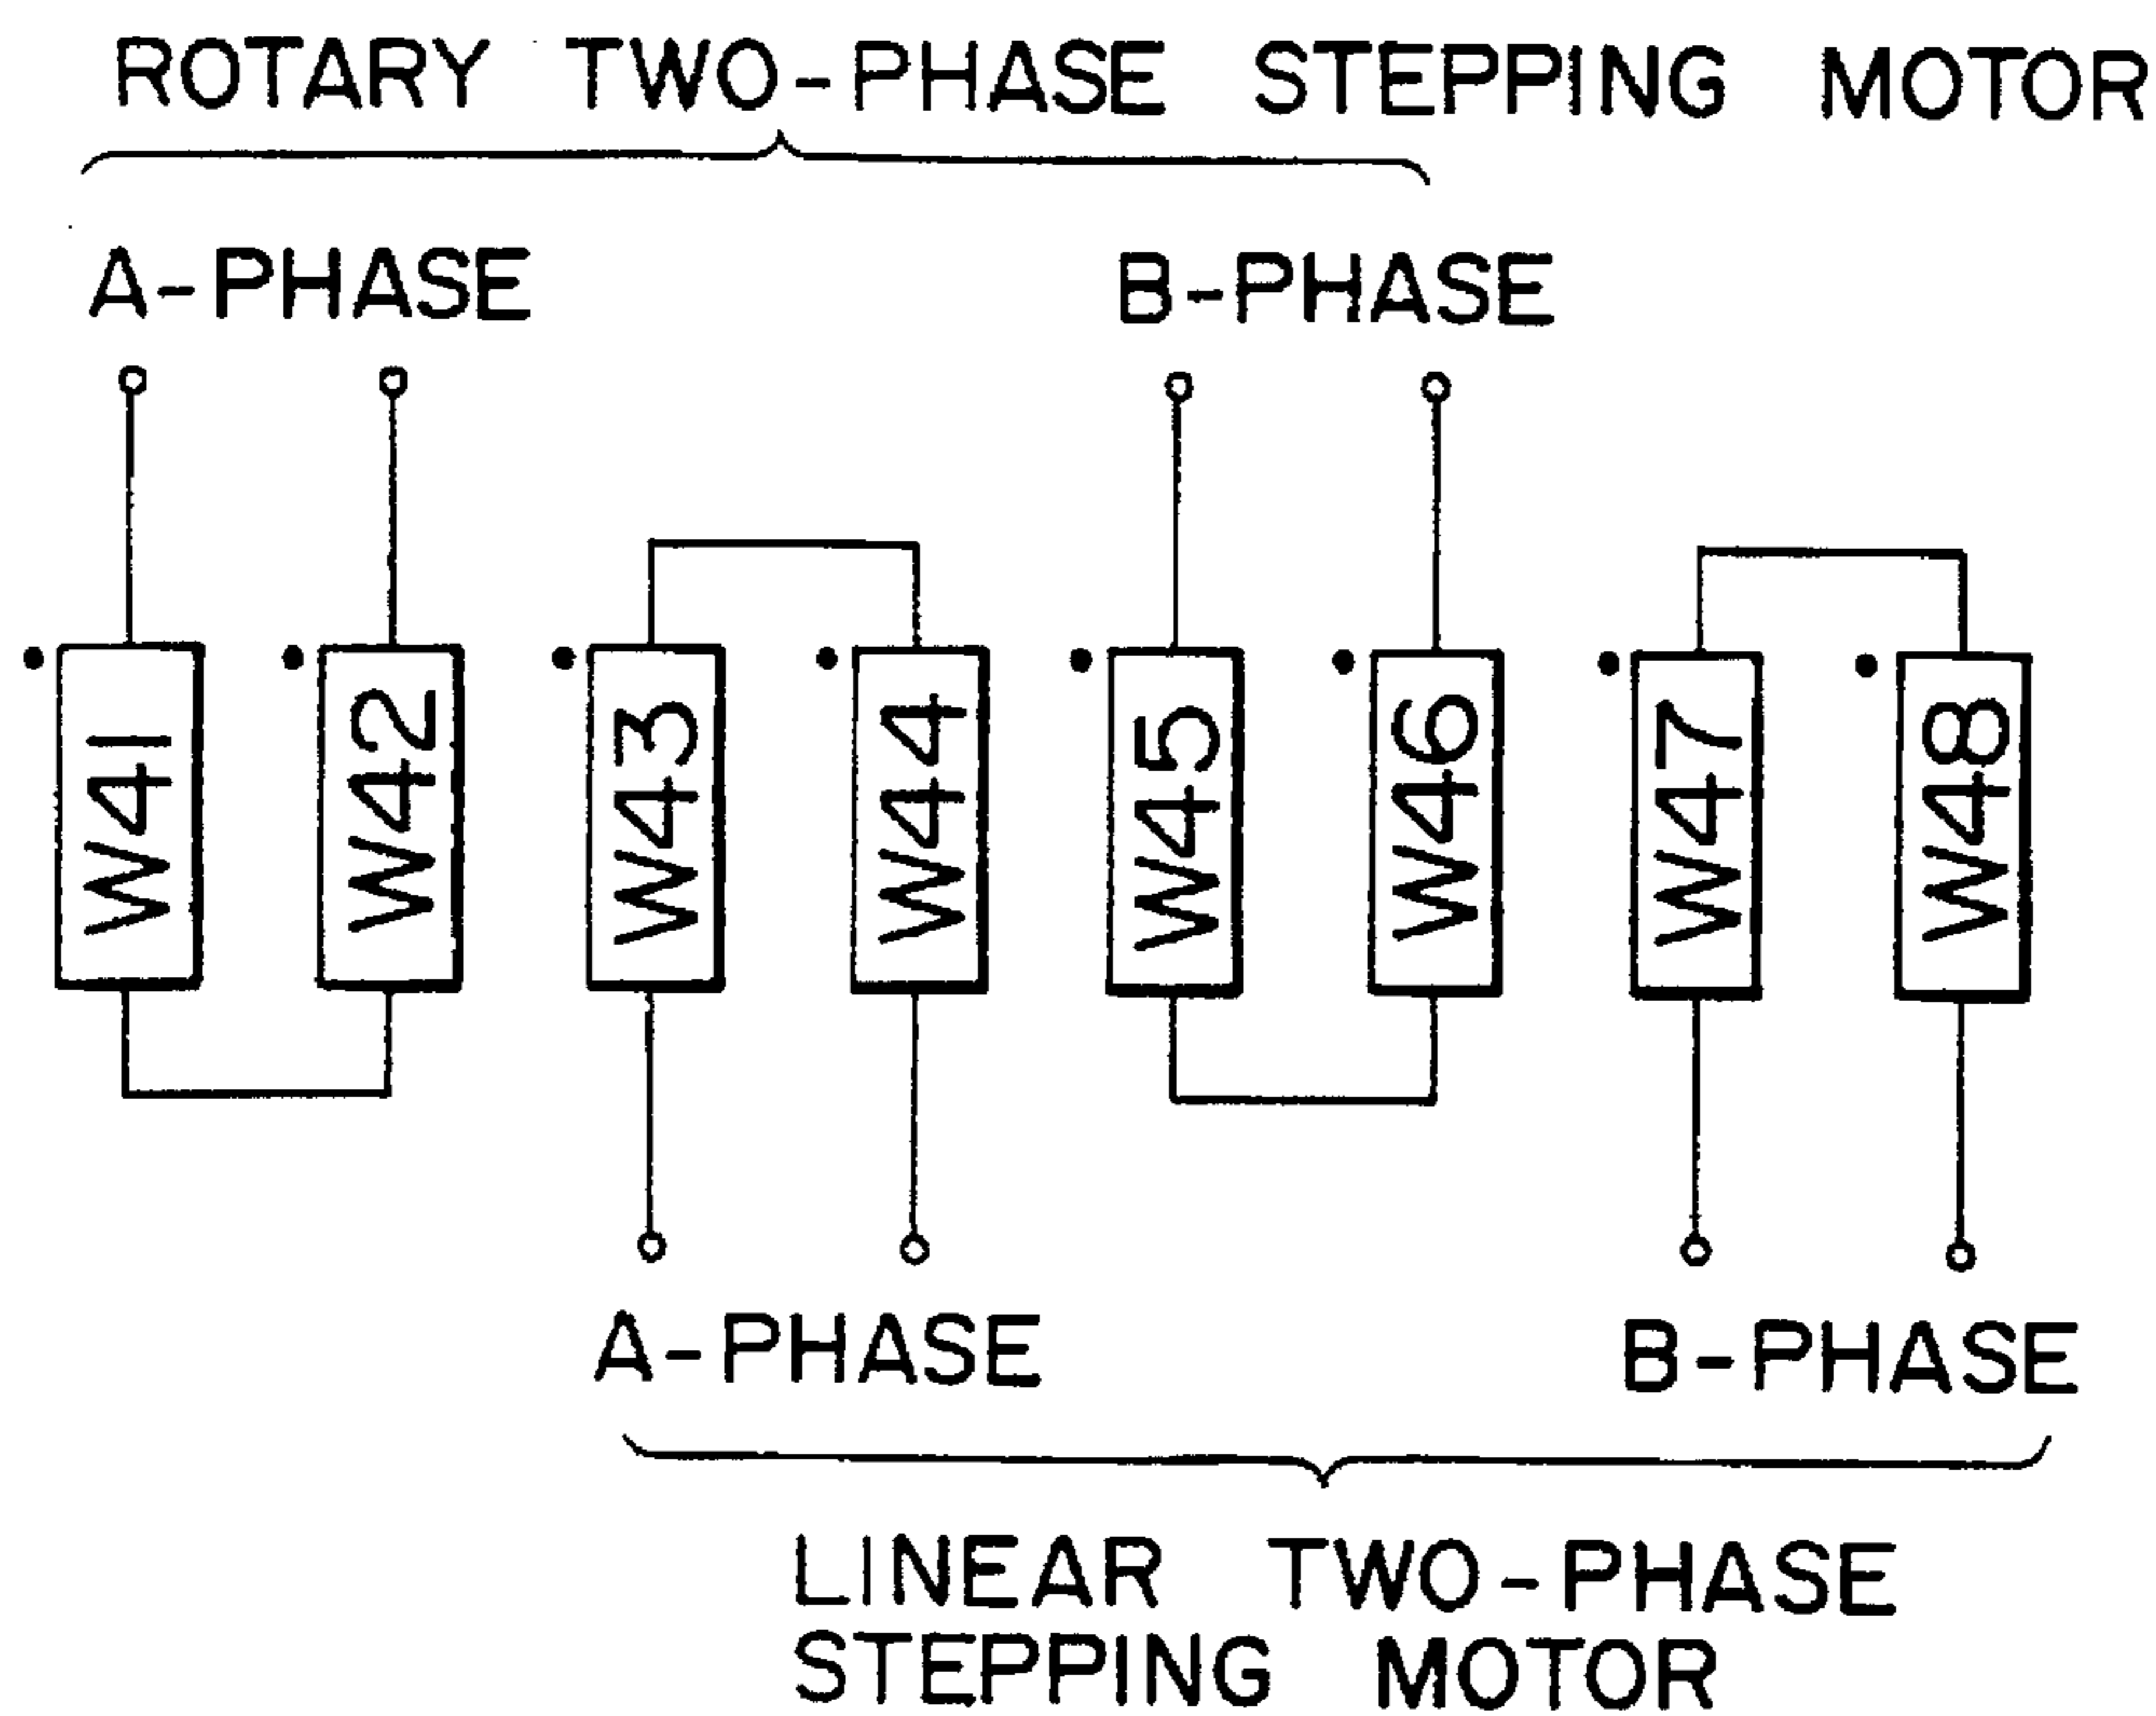 ROTARY TWO-PHASE STEPPING MOTOR
A-PHASE B-PHASE
W41 W42 W43 W44 W45 W46 W47 W48
A-PHASE B-PHASE
LINEAR TWO-PHASE
STEPPING MOTOR